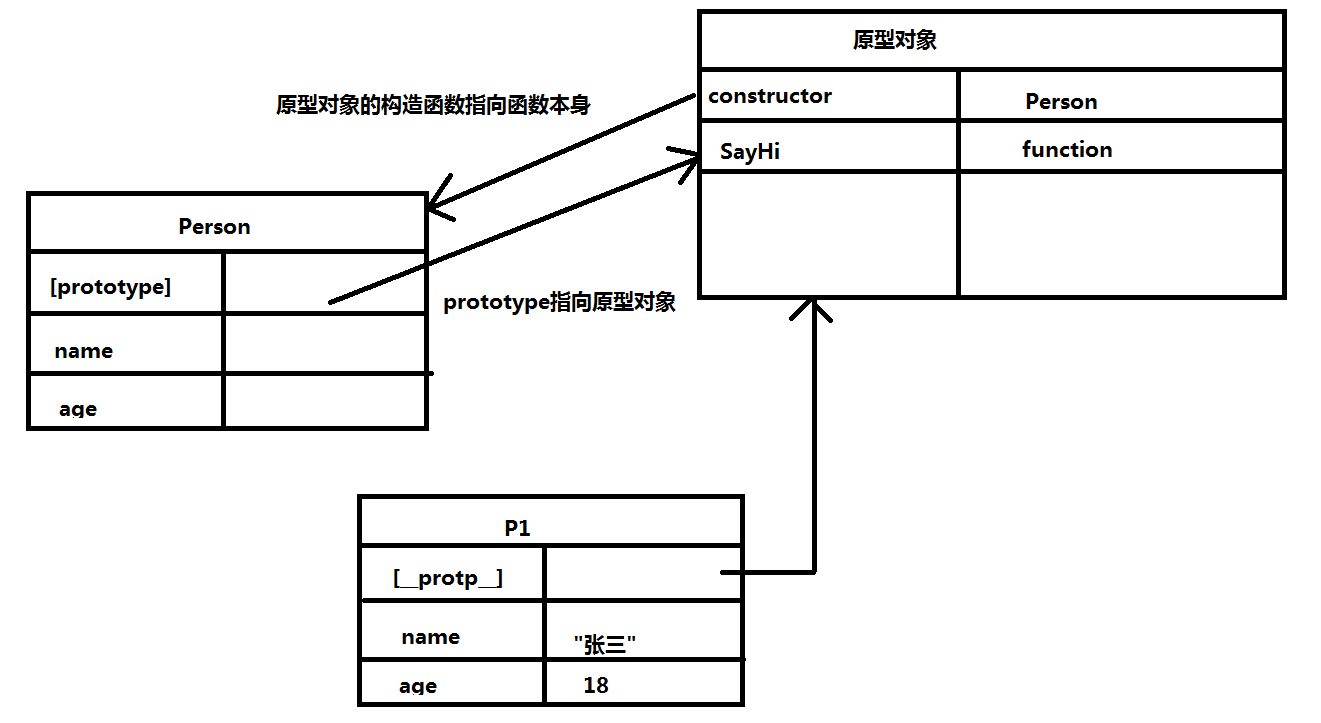 原型对象
constructor
Person
SayHi
function
原型对象的构造函数指向函数本身
Person
[prototype]
name
age
prototype指向原型对象
P1
[__protp__]
name
"张三"
age
18